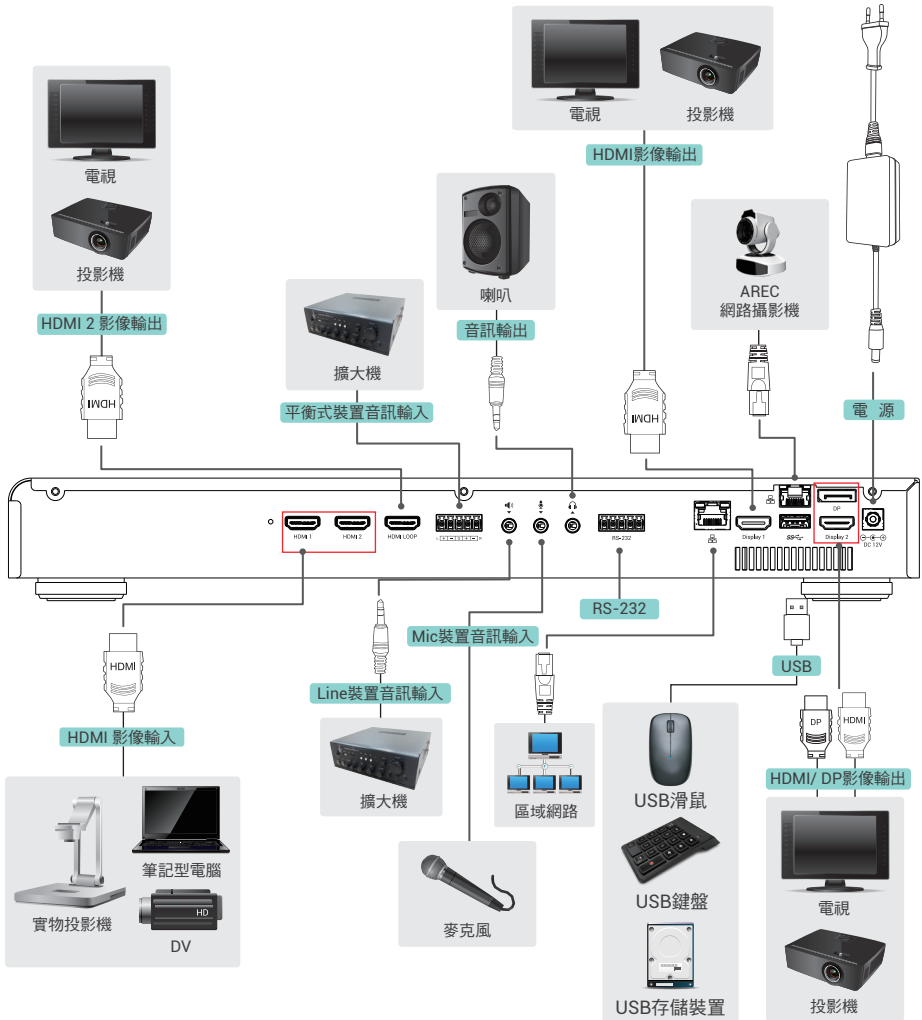 電視
投影機
HDMI影像輸出
電視
投影機
HDMI 2 影像輸出
HDMI
擴大機
平衡式裝置音訊輸入
喇叭
音訊輸出
HDMI
AREC
網路攝影機
電 源
HDMI 1
HDMI 2
HDMI LOOP
L + - G + - R
RS-232
Display 1
SS
DP
Display 2
DC 12V
HDMI
HDMI 影像輸入
實物投影機
筆記型電腦
HD
DV
Line裝置音訊輸入
擴大機
Mic裝置音訊輸入
麥克風
RS-232
區域網路
USB
USB滑鼠
USB鍵盤
USB存儲裝置
DP
HDMI
HDMI/ DP影像輸出
電視
投影機